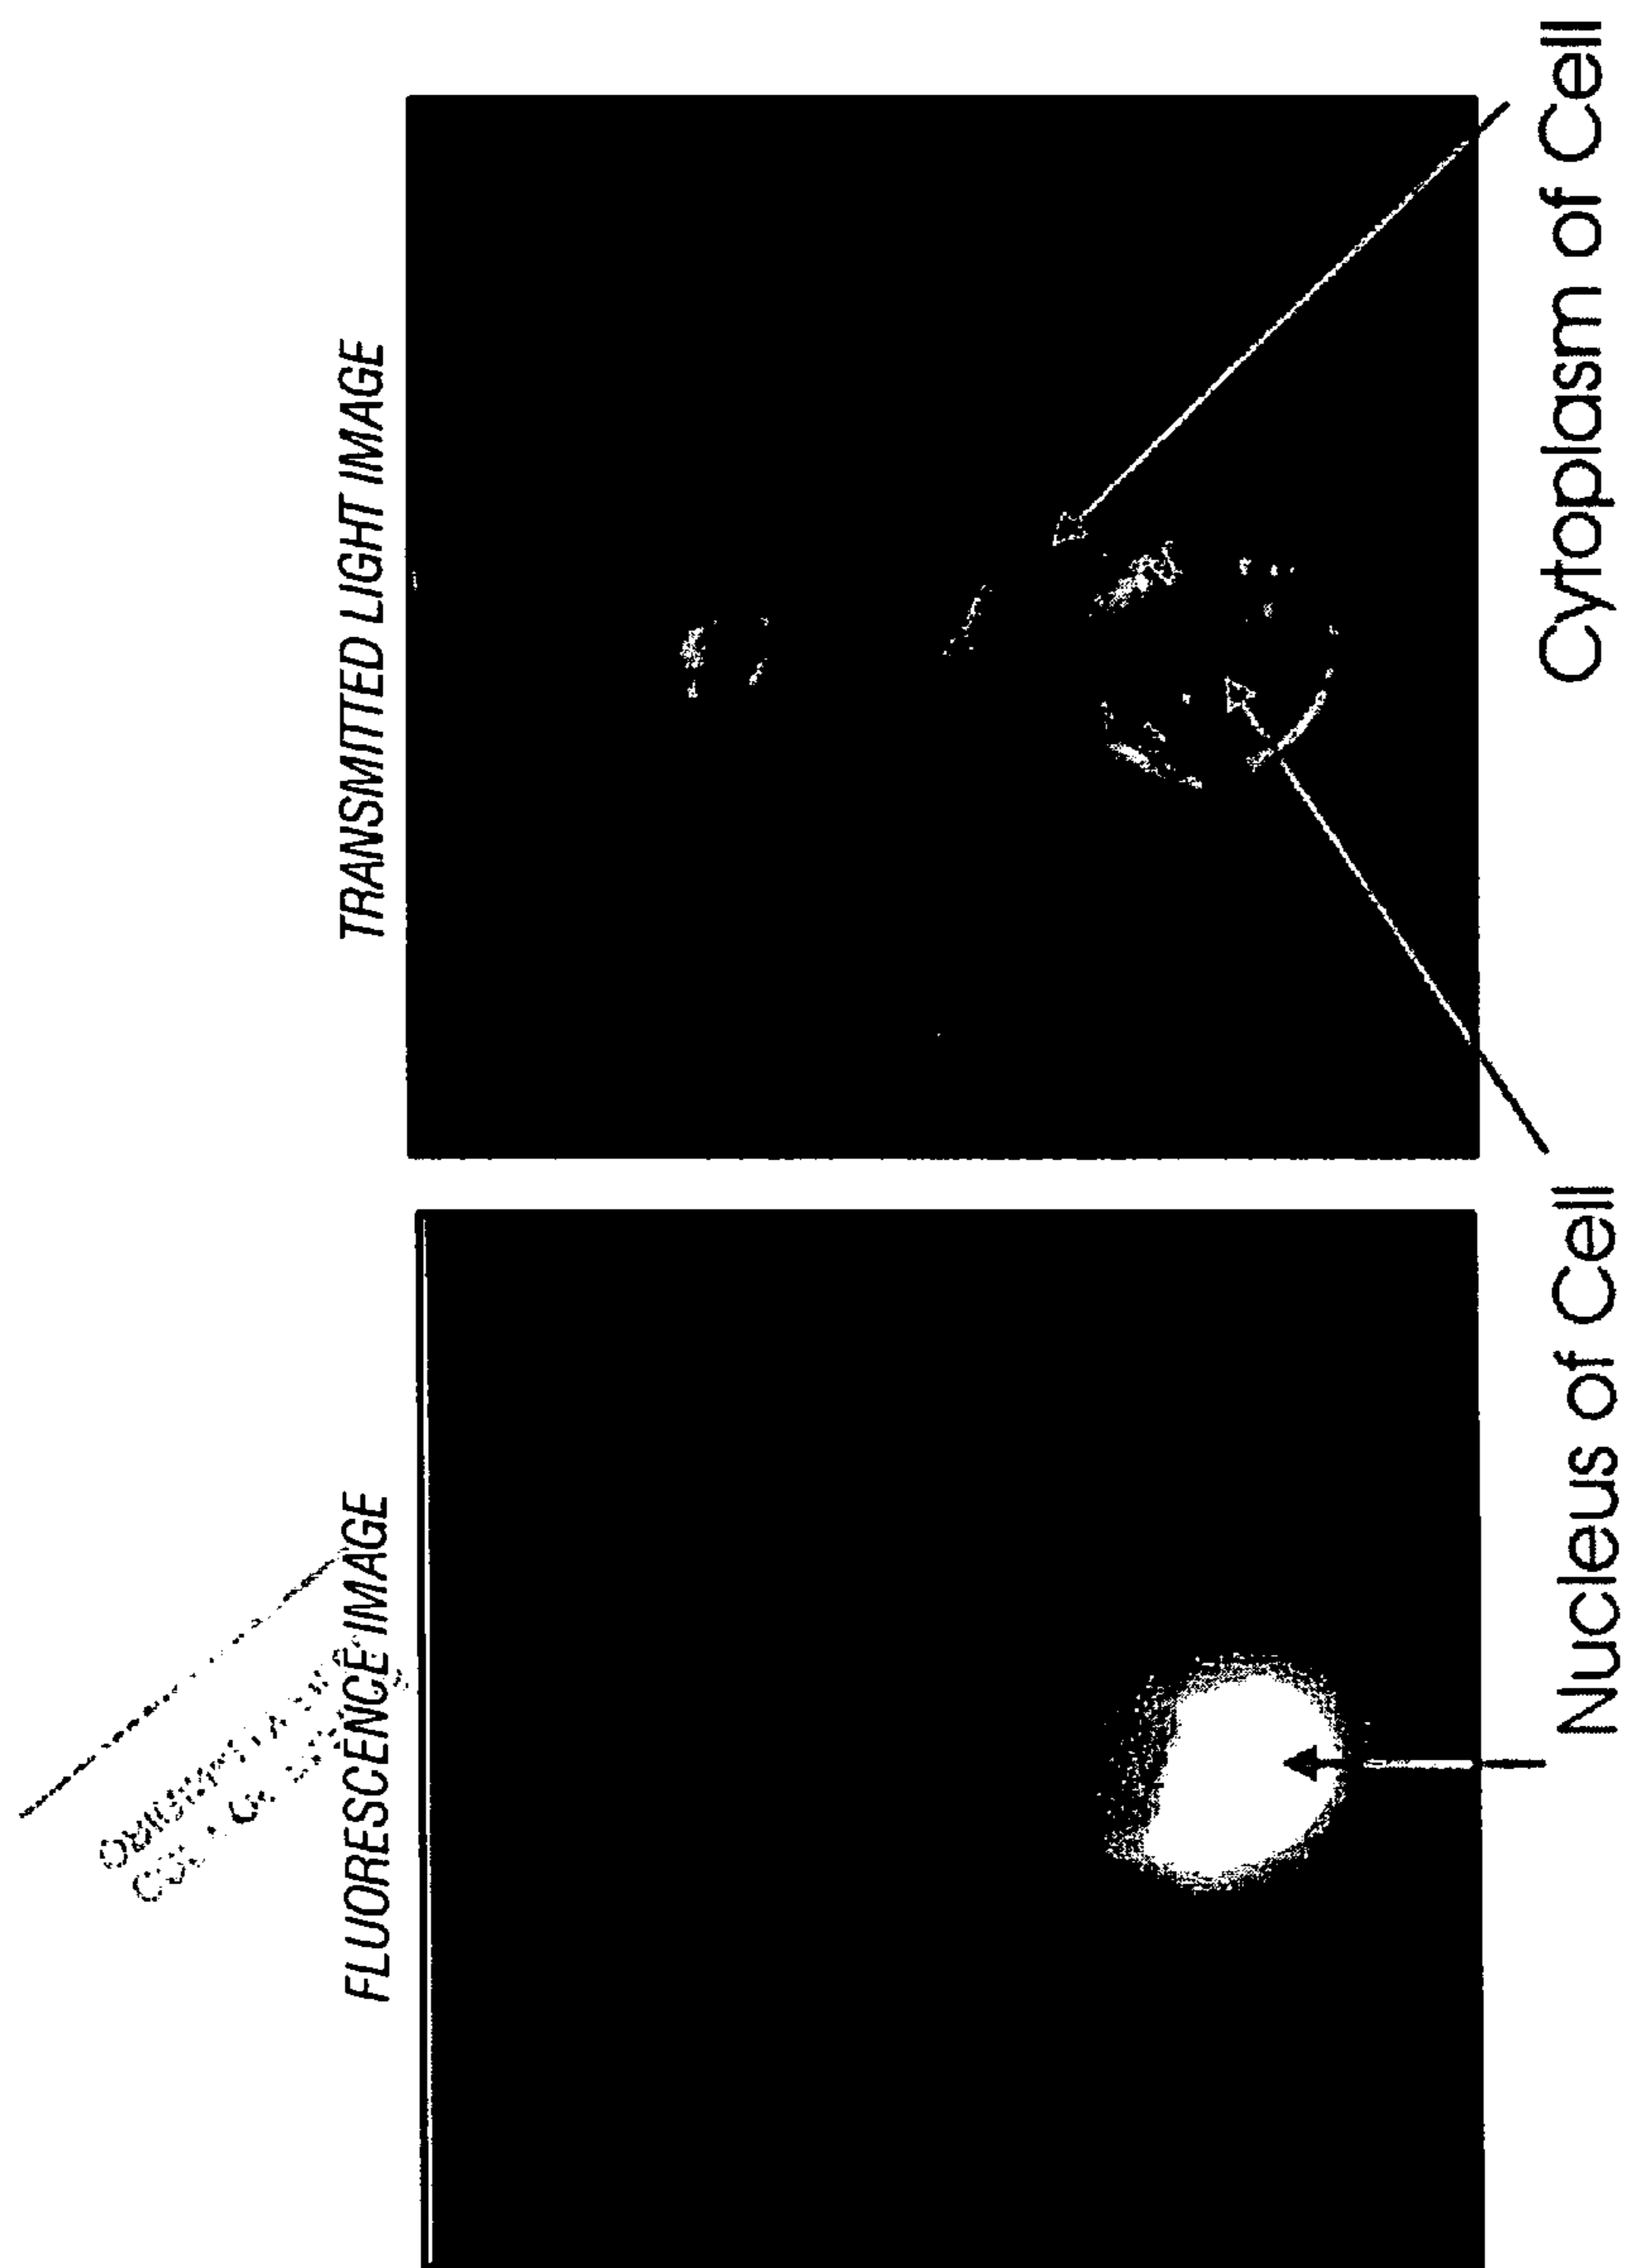 FLUORESCENCE IMAGE
TRANSMITTED LIGHT IMAGE
Nucleus of Cell
Cytoplasm of Cell